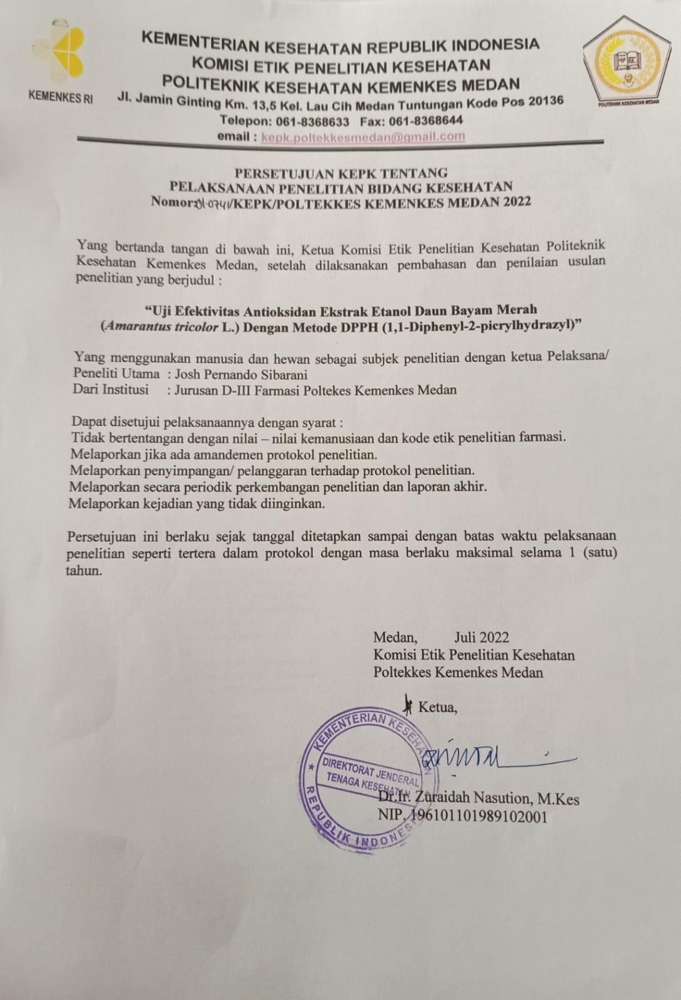 KEMENKES RI
KEMENTERIAN KESEHATAN REPUBLIK INDONESIA
KOMISI ETIK PENELITIAN KESEHATAN
POLITEKNIK KESEHATAN KEMENKES MEDAN
Jl. Jamin Ginting Km. 13,5 Kel. Lau Cih Medan Tuntungan Kode Pos 20136
Telepon: 061-8368633 Fax: 061-8368644
email : kepk.poltekkesmedan@gmail.com
POLITEKNIK KESEHATAN MEDAN
PERSETUJUAN KEPK TENTANG
PELAKSANAAN PENELITIAN BIDANG KESEHATAN
Nomor:01.0741/KEPK/POLTEKKES KEMENKES MEDAN 2022
Yang bertanda tangan di bawah ini, Ketua Komisi Etik Penelitian Kesehatan Politeknik
Kesehatan Kemenkes Medan, setelah dilaksanakan pembahasan dan penilaian usulan
penelitian yang berjudul :
“Uji Efektivitas Antioksidan Ekstrak Etanol Daun Bayam Merah
(Amarantus tricolor L.) Dengan Metode DPPH (1,1-Diphenyl-2-picrylhydrazyl)”
Yang menggunakan manusia dan hewan sebagai subjek penelitian dengan ketua Pelaksana/
Peneliti Utama : Josh Pernando Sibarani
Dari Institusi : Jurusan D-III Farmasi Poltekes Kemenkes Medan
Dapat disetujui pelaksanaannya dengan syarat :
Tidak bertentangan dengan nilai – nilai kemanusiaan dan kode etik penelitian farmasi.
Melaporkan jika ada amandemen protokol penelitian.
Melaporkan penyimpangan/ pelanggaran terhadap protokol penelitian.
Melaporkan secara periodik perkembangan penelitian dan laporan akhir.
Melaporkan kejadian yang tidak diinginkan.
Persetujuan ini berlaku sejak tanggal ditetapkan sampai dengan batas waktu pelaksanaan
penelitian seperti tertera dalam protokol dengan masa berlaku maksimal selama 1 (satu)
tahun.
Medan, Juli 2022
Komisi Etik Penelitian Kesehatan
Poltekkes Kemenkes Medan
Ketua,
KEMENTERIAN KESEHATAN
DIREKTORAT JENDERAL
TENAGA KESEHATAN
REPUBLIK INDONESIA
Dr.Ir. Zuraidah Nasution, M.Kes
NIP. 196101101989102001